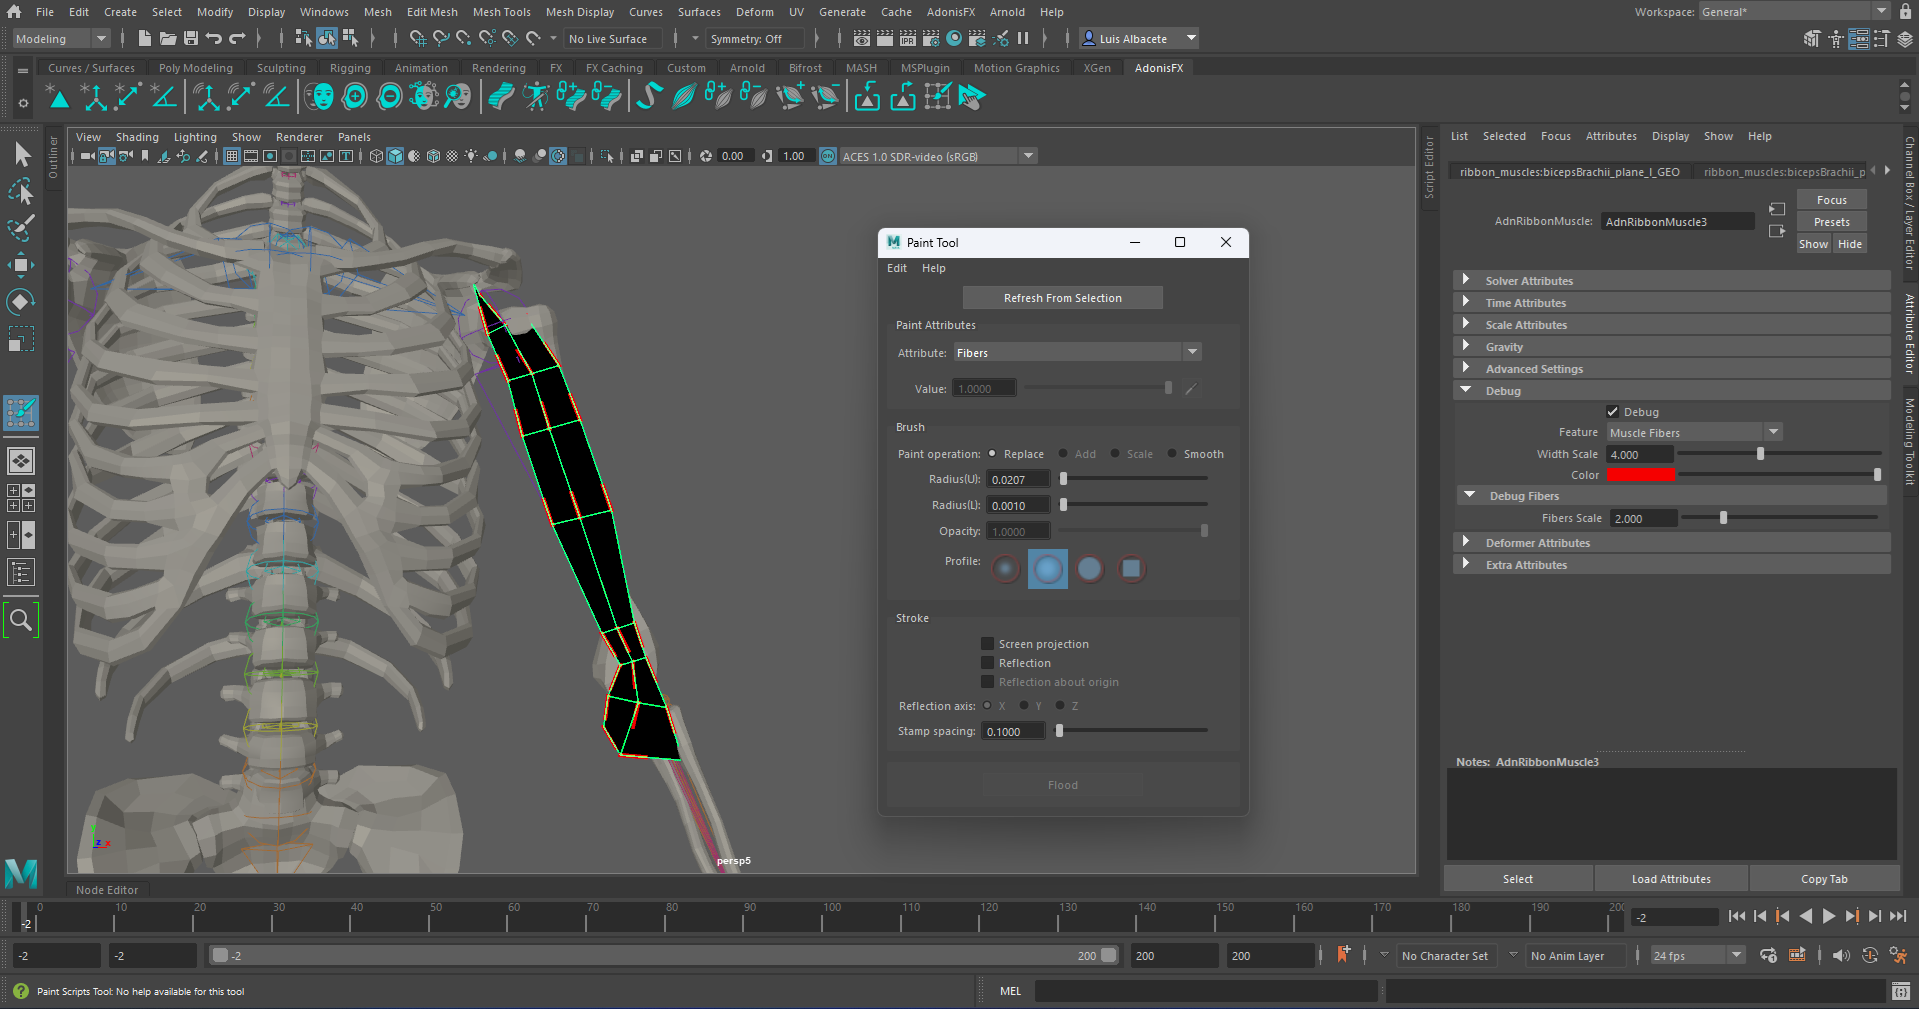 File Edit Create Select Modify Display Windows Mesh Edit Mesh Mesh Tools Mesh Display Curves Surfaces Deform UV Generate Cache AdonisFX Arnold Help Workspace: General*
Modeling No Live Surface Symmetry: Off IPR Luis Albacete
Curves / Surfaces Poly Modeling Sculpting Rigging Animation Rendering FX FX Caching Custom Arnold Bifrost MASH MSPlugin Motion Graphics XGen AdonisFX
Outliner
View Shading Lighting Show Renderer Panels
0.00 1.00 ON ACES 1.0 SDR-video (sRGB)
Script Editor
List Selected Focus Attributes Display Show Help
ribbon_muscles:bicepsBrachii_plane_l_GEO ribbon_muscles:bicepsBrachii_p
Focus
AdnRibbonMuscle: AdnRibbonMuscle3 Presets
Show Hide
Solver Attributes
Time Attributes
Scale Attributes
Gravity
Advanced Settings
Debug
Debug
Feature Muscle Fibers
Width Scale 4.000
Color
Debug Fibers
Fibers Scale 2.000
Deformer Attributes
Extra Attributes
Notes: AdnRibbonMuscle3
Select Load Attributes Copy Tab
Channel Box / Layer Editor
Attribute Editor
Modeling Toolkit
Paint Tool
Edit Help
Refresh From Selection
Paint Attributes
Attribute: Fibers
Value: 1.0000
Brush
Paint operation: Replace Add Scale Smooth
Radius(U): 0.0207
Radius(L): 0.0010
Opacity: 1.0000
Profile:
Stroke
Screen projection
Reflection
Reflection about origin
Reflection axis: X Y Z
Stamp spacing: 0.1000
Flood
z x
persp5
Node Editor
0 10 20 30 40 50 60 70 80 90 100 110 120 130 140 150 160 170 180 190 200
-2 -2
-2 -2 -2 200 200 200 No Character Set No Anim Layer 24 fps
Paint Scripts Tool: No help available for this tool MEL